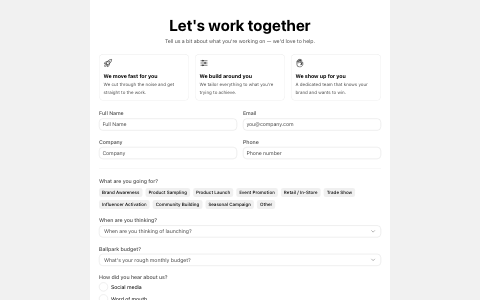 Let's work together
Tell us a bit about what you're working on — we'd love to help.
We move fast for you
We cut through the noise and get
straight to the work.
We build around you
We tailor everything to what you're
trying to achieve.
We show up for you
A dedicated team that knows your
brand and wants to win.
Full Name
Email
Full Name
you@company.com
Company
Phone
Company
Phone number
What are you going for?
Brand Awareness
Product Sampling
Product Launch
Event Promotion
Retail / In-Store
Trade Show
Influencer Activation
Community Building
Seasonal Campaign
Other
When are you thinking?
When are you thinking of launching?
Ballpark budget?
What's your rough monthly budget?
How did you hear about us?
Social media
Word of mouth